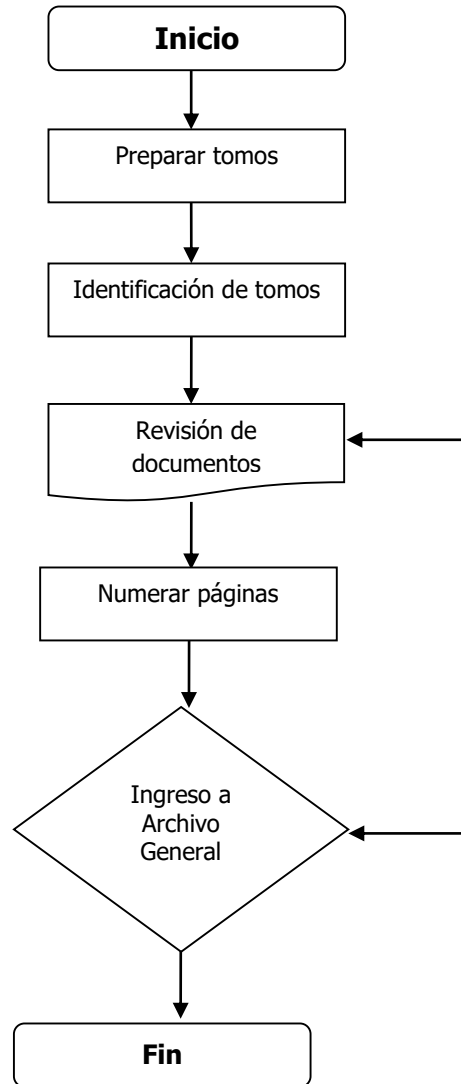 Inicio
Preparar tomos
Identificación de tomos
Revisión de
documentos
Numerar páginas
Ingreso a
Archivo
General
Fin